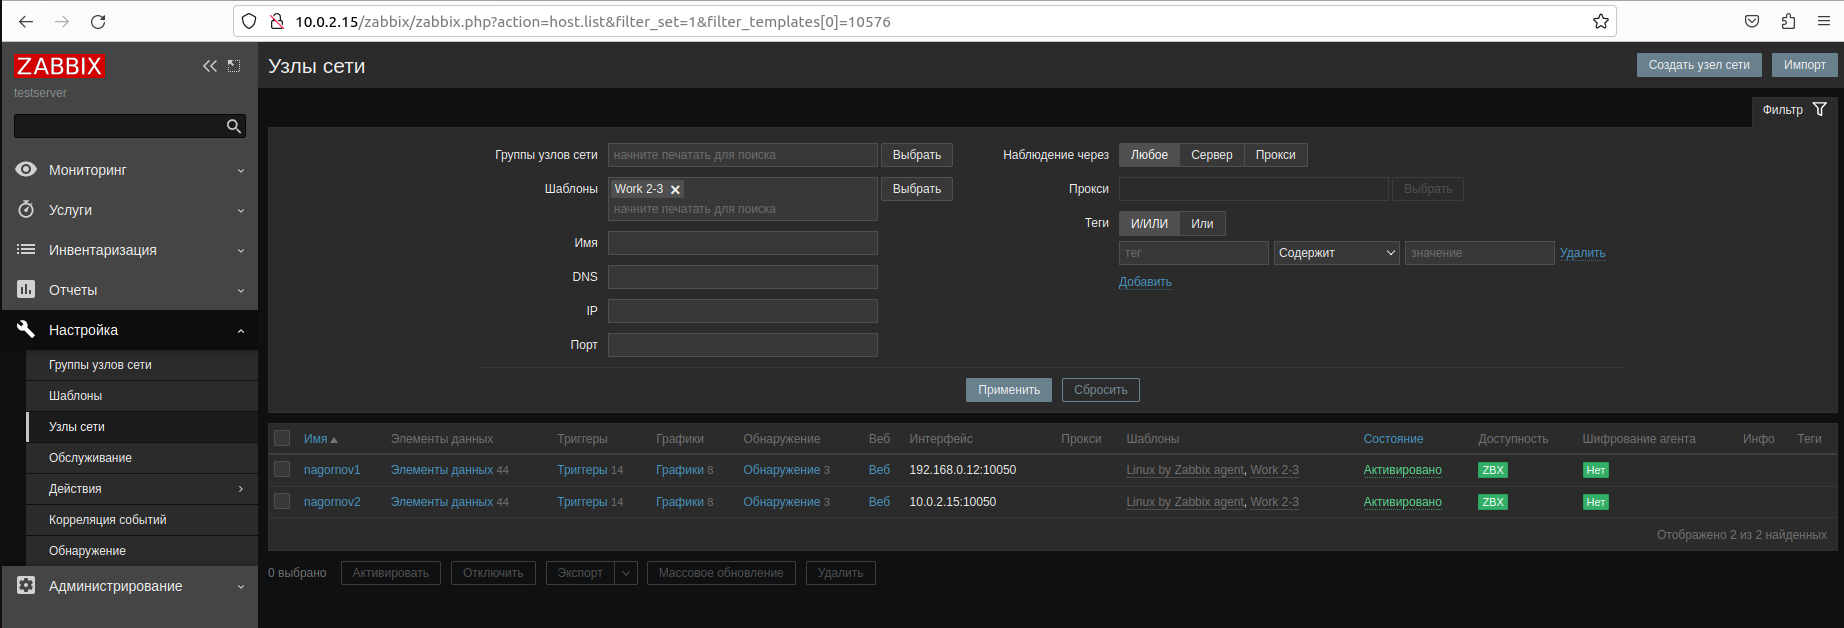 10.0.2.15/zabbix/zabbix.php?action=host.list&filter_set=1&filter_templates[0]=10576
ZABBIX
testserver
Мониторинг
Услуги
Инвентаризация
Отчеты
Настройка
Группы узлов сети
Шаблоны
Узлы сети
Обслуживание
Действия
Корреляция событий
Обнаружение
Администрирование
Узлы сети
Создать узел сети Импорт
Фильтр
Группы узлов сети начните печатать для поиска Выбрать
Шаблоны Work 2-3 Выбрать
начните печатать для поиска
Имя
DNS
IP
Порт
Наблюдение через Любое Сервер Прокси
Прокси Выбрать
Теги И/ИЛИ Или
тег Содержит значение Удалить
Добавить
Применить Сбросить
Имя Элементы данных Триггеры Графики Обнаружение Веб Интерфейс Прокси Шаблоны Состояние Доступность Шифрование агента Инфо Теги
nagornov1 Элементы данных 44 Триггеры 14 Графики 8 Обнаружение 3 Веб 192.168.0.12:10050 Linux by Zabbix agent, Work 2-3 Активировано ZBX Нет
nagornov2 Элементы данных 44 Триггеры 14 Графики 8 Обнаружение 3 Веб 10.0.2.15:10050 Linux by Zabbix agent, Work 2-3 Активировано ZBX Нет
Отображено 2 из 2 найденных
0 выбрано Активировать Отключить Экспорт Массовое обновление Удалить